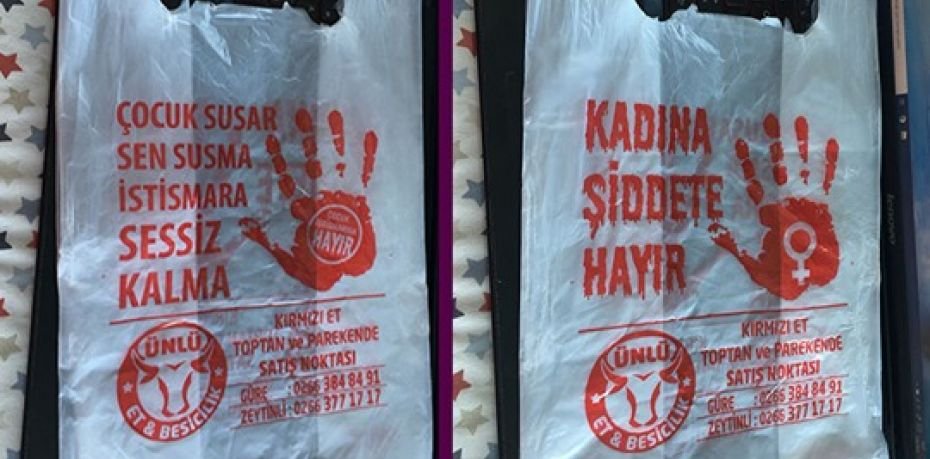 ÇOCUK SUSAR
SEN SUSMA
İSTİSMARA
SESSİZ
KALMA
ÇOCUK
HAYIR
KIRMIZI ET
TOPTAN ve PAREKENDE
SATIŞ NOKTASI
GÜRE : 0266 384 84 91
ZEYTİNLİ : 0266 377 17 17
ÜNLÜ
ET & BESİCİLİK
KADINA
ŞİDDETE
HAYIR
KIRMIZI ET
TOPTAN ve PAREKENDE
SATIŞ NOKTASI
GÜRE : 0266 384 84 91
ZEYTİNLİ : 0266 377 17 17
ÜNLÜ
ET & BESİCİLİK
lenovo